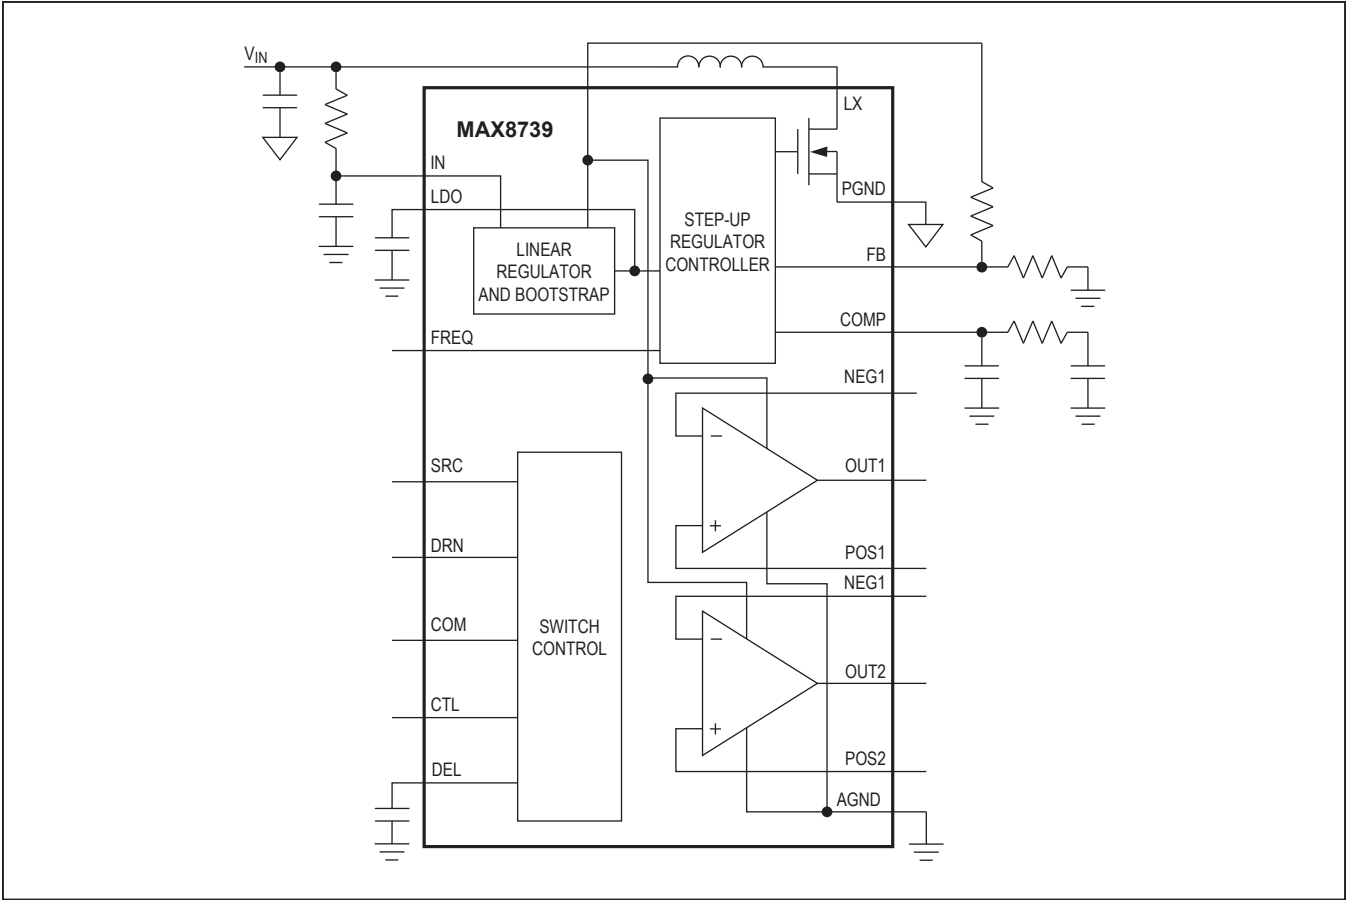 VIN
LX
MAX8739
IN
PGND
LDO
STEP-UP
REGULATOR
CONTROLLER
LINEAR
REGULATOR
AND BOOTSTRAP
FB
COMP
FREQ
NEG1
−
SRC
OUT1
+
DRN
POS1
NEG1
COM
SWITCH
CONTROL
−
OUT2
CTL
+
POS2
DEL
AGND